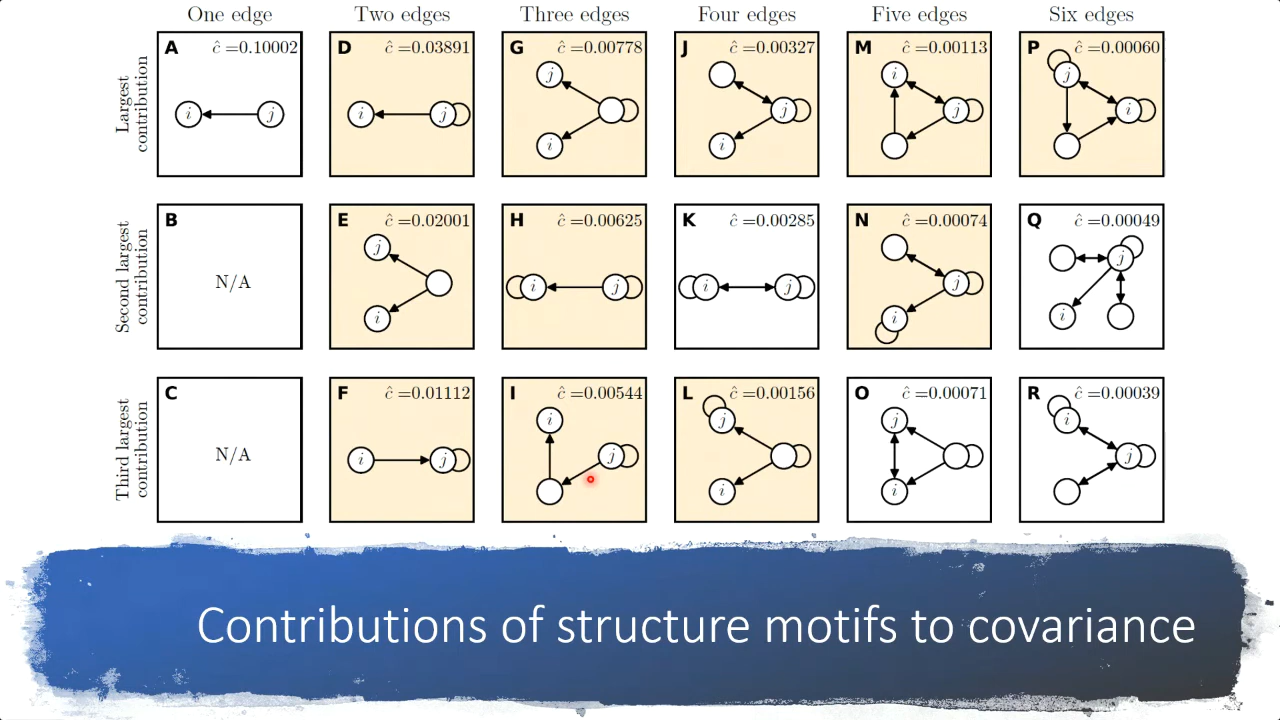 One edge Two edges Three edges Four edges Five edges Six edges
Largest
contribution
A ĉ =0.10002
i j
D ĉ =0.03891
i j
G ĉ =0.00778
j
i
J ĉ =0.00327
j
i
M ĉ =0.00113
i
j
P ĉ =0.00060
j
i
Second largest
contribution
B
N/A
E ĉ =0.02001
j
i
H ĉ =0.00625
i j
K ĉ =0.00285
i j
N ĉ =0.00074
j
i
Q ĉ =0.00049
j
i
Third largest
contribution
C
N/A
F ĉ =0.01112
i j
I ĉ =0.00544
i
j
L ĉ =0.00156
j
i
O ĉ =0.00071
j
i
R ĉ =0.00039
i
j
Contributions of structure motifs to covariance